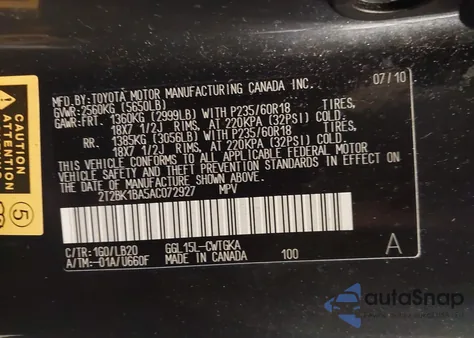 MFD.BY:TOYOTA MOTOR MANUFACTURING CANADA INC. 07/10
GVWR:2560KG (5650LB)
GAWR:FRT 1360KG (2999LB) WITH P235/60R18 TIRES,
18X7 1/2J RIMS, AT 220KPA (32PSI) COLD.
RR. 1385KG (3053LB) WITH P235/60R18 TIRES,
18X7 1/2J RIMS, AT 220KPA (32PSI) COLD.
THIS VEHICLE CONFORMS TO ALL APPLICABLE FEDERAL MOTOR
VEHICLE SAFETY AND THEFT PREVENTION STANDARDS IN
EFFECT ON THE DATE OF MANUFACTURE SHOWN ABOVE.
2T2BK1BA5AC072927 MPV
C/TR:1G0/LB20 GGL15L-CWTGKA
A/TM:-01A/U660F MADE IN CANADA 100 A
CAUTION
ATTENTION
5
autoSnap